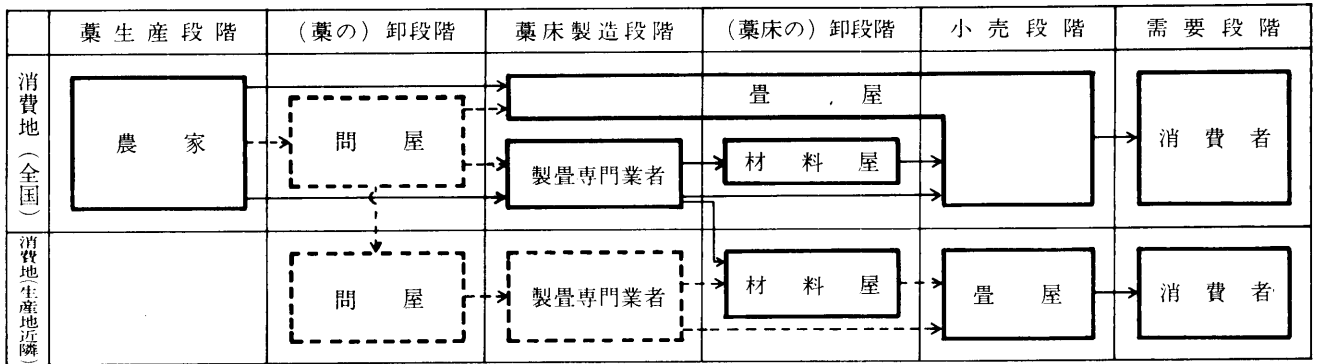 藁生産段階
(藁の)卸段階
藁床製造段階
(藁床の)卸段階
小売段階
需要段階
消費地(全国)
農家
問屋
畳屋
製畳専門業者
材料屋
消費者
消費地(生産地近隣)
問屋
製畳専門業者
材料屋
畳屋
消費者